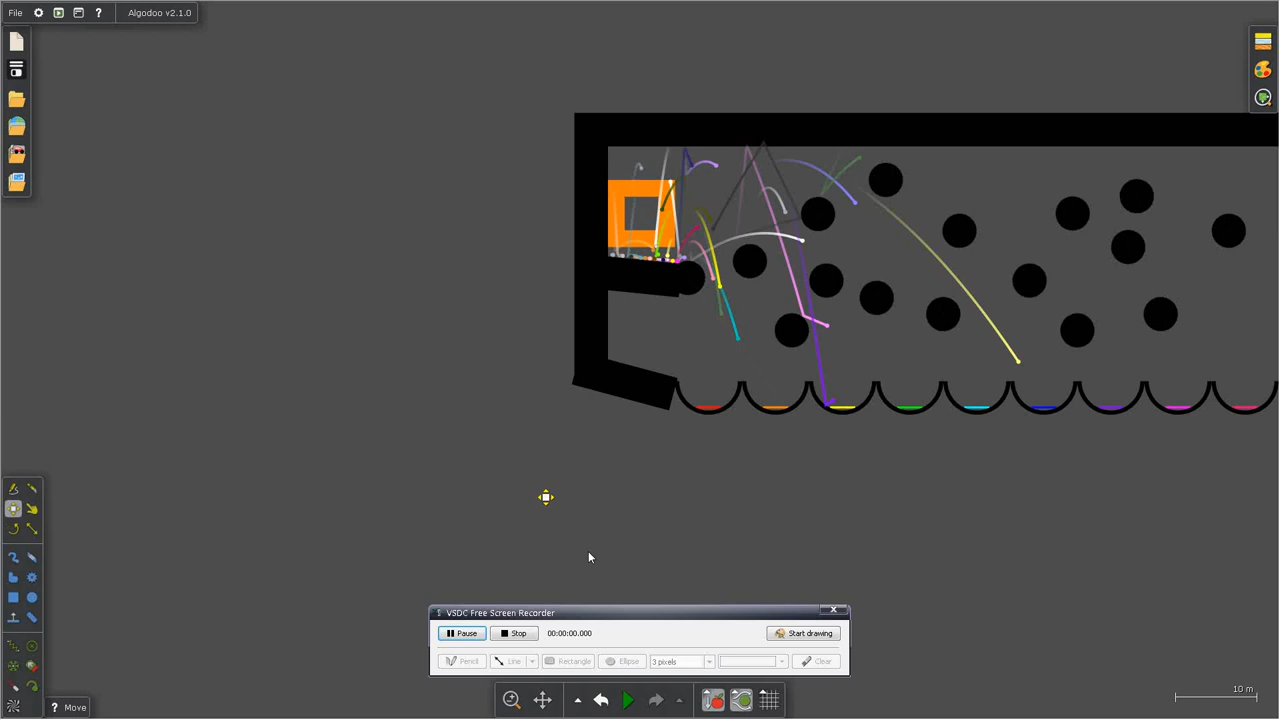 File ? Algodoo v2.1.0
VSDC Free Screen Recorder
Pause Stop 00:00:00.000 Start drawing
Pencil Line Rectangle Ellipse 3 pixels Clear
? Move
10 m